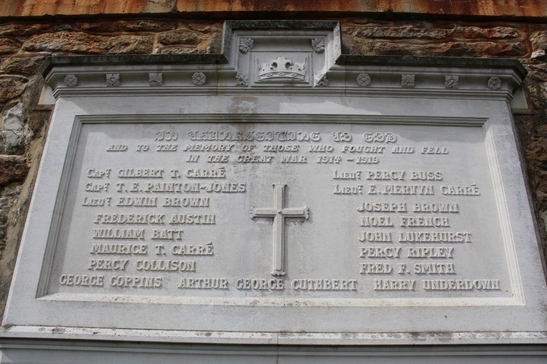 IN THANKSGIVING TO GOD
AND TO THE MEMORY OF THOSE WHO FOUGHT AND FELL
IN THE GREAT WAR 1914-1919
CAPT. GILBERT T. CARRÉ
CAPT. T.E. PAINTON-JONES
LIEUT. EDWIN BROWN
FREDERICK AUSTIN
WILLIAM BATT
MAURICE T. CARRÉ
PERCY COLLISON
LIEUT. PERCY BUSS
LIEUT. E. MERVYN CARRÉ
JOSEPH BROWN
NOEL FRENCH
JOHN LUKEHURST
PERCY RIPLEY
FRED F. SMITH
GEORGE COPPINS ARTHUR GEORGE CUTHBERT HARRY UNDERDOWN